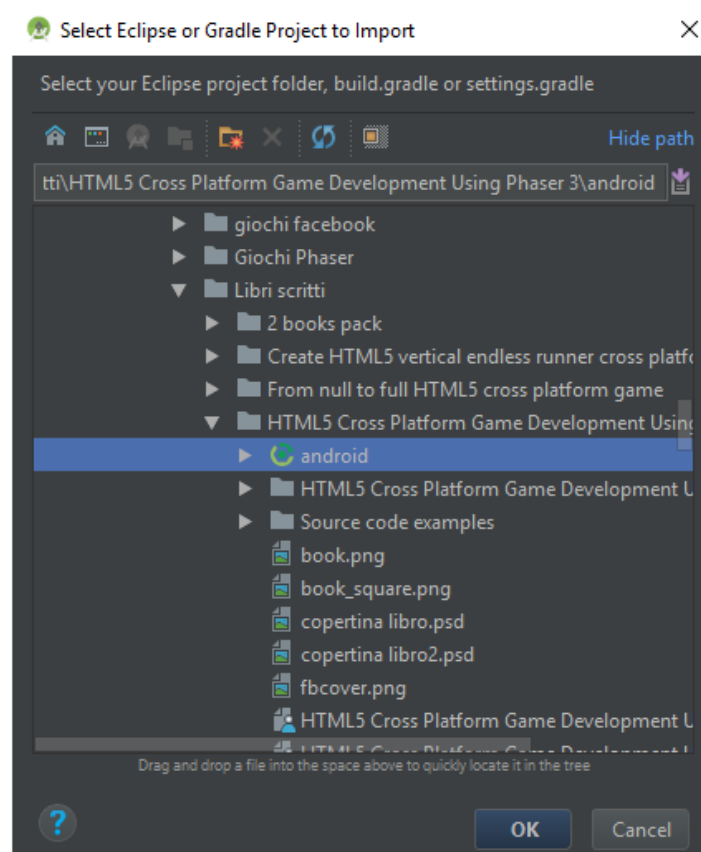 Select Eclipse or Gradle Project to Import
Select your Eclipse project folder, build.gradle or settings.gradle
Hide path
tti\HTML5 Cross Platform Game Development Using Phaser 3\android
giochi facebook
Giochi Phaser
Libri scritti
2 books pack
Create HTML5 vertical endless runner cross platfo
From null to full HTML5 cross platform game
HTML5 Cross Platform Game Development Using
android
HTML5 Cross Platform Game Development U
Source code examples
book.png
book_square.png
copertina libro.psd
copertina libro2.psd
fbcover.png
HTML5 Cross Platform Game Development U
HTML5 Cross Platform Game Development U
Drag and drop a file into the space above to quickly locate it in the tree
?
OK
Cancel